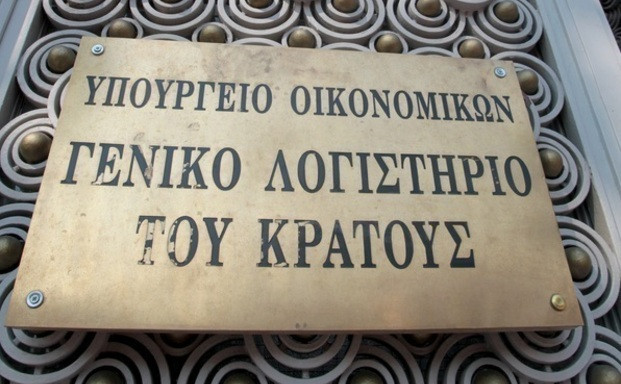 ΥΠΟΥΡΓΕΙΟ ΟΙΚΟΝΟΜΙΚΩΝ
ΓΕΝΙΚΟ ΛΟΓΙΣΤΗΡΙΟ
ΤΟΥ ΚΡΑΤΟΥΣ